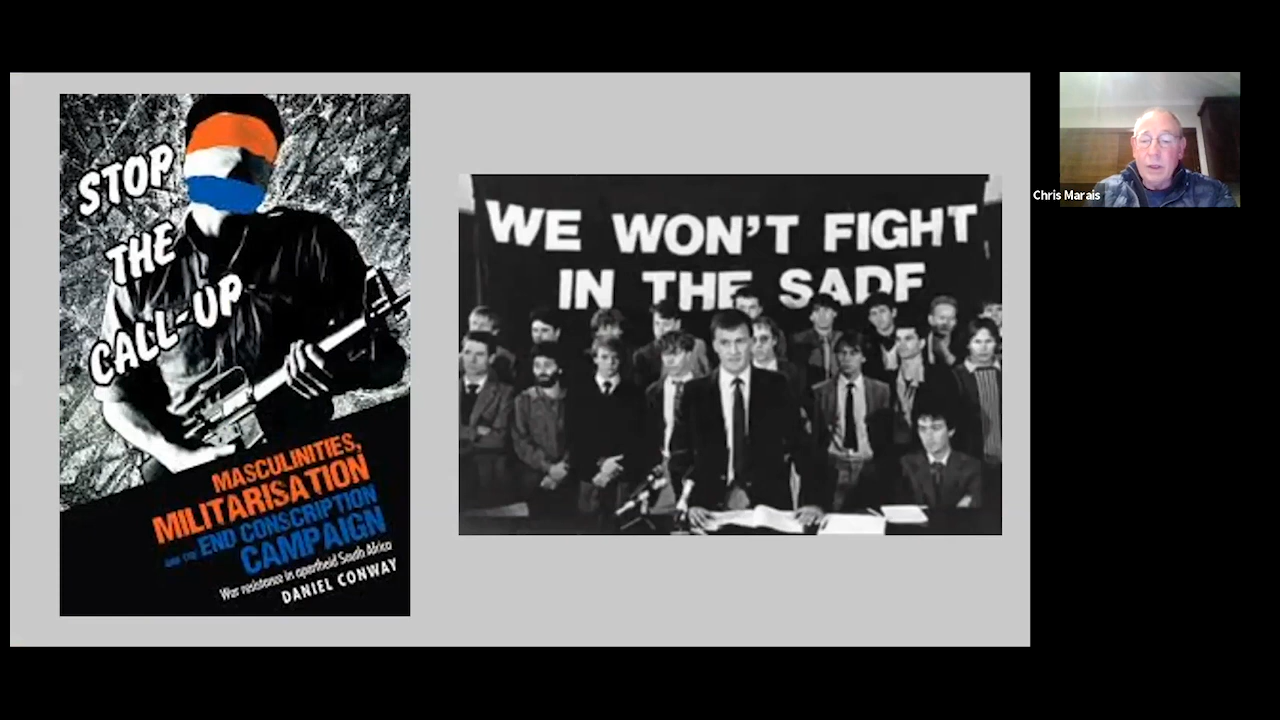 STOP
THE
CALL-UP
MASCULINITIES,
MILITARISATION
AND THE END CONSCRIPTION
CAMPAIGN
War resistance in apartheid South Africa
DANIEL CONWAY
WE WON'T FIGHT
IN THE SADF
Chris Marais